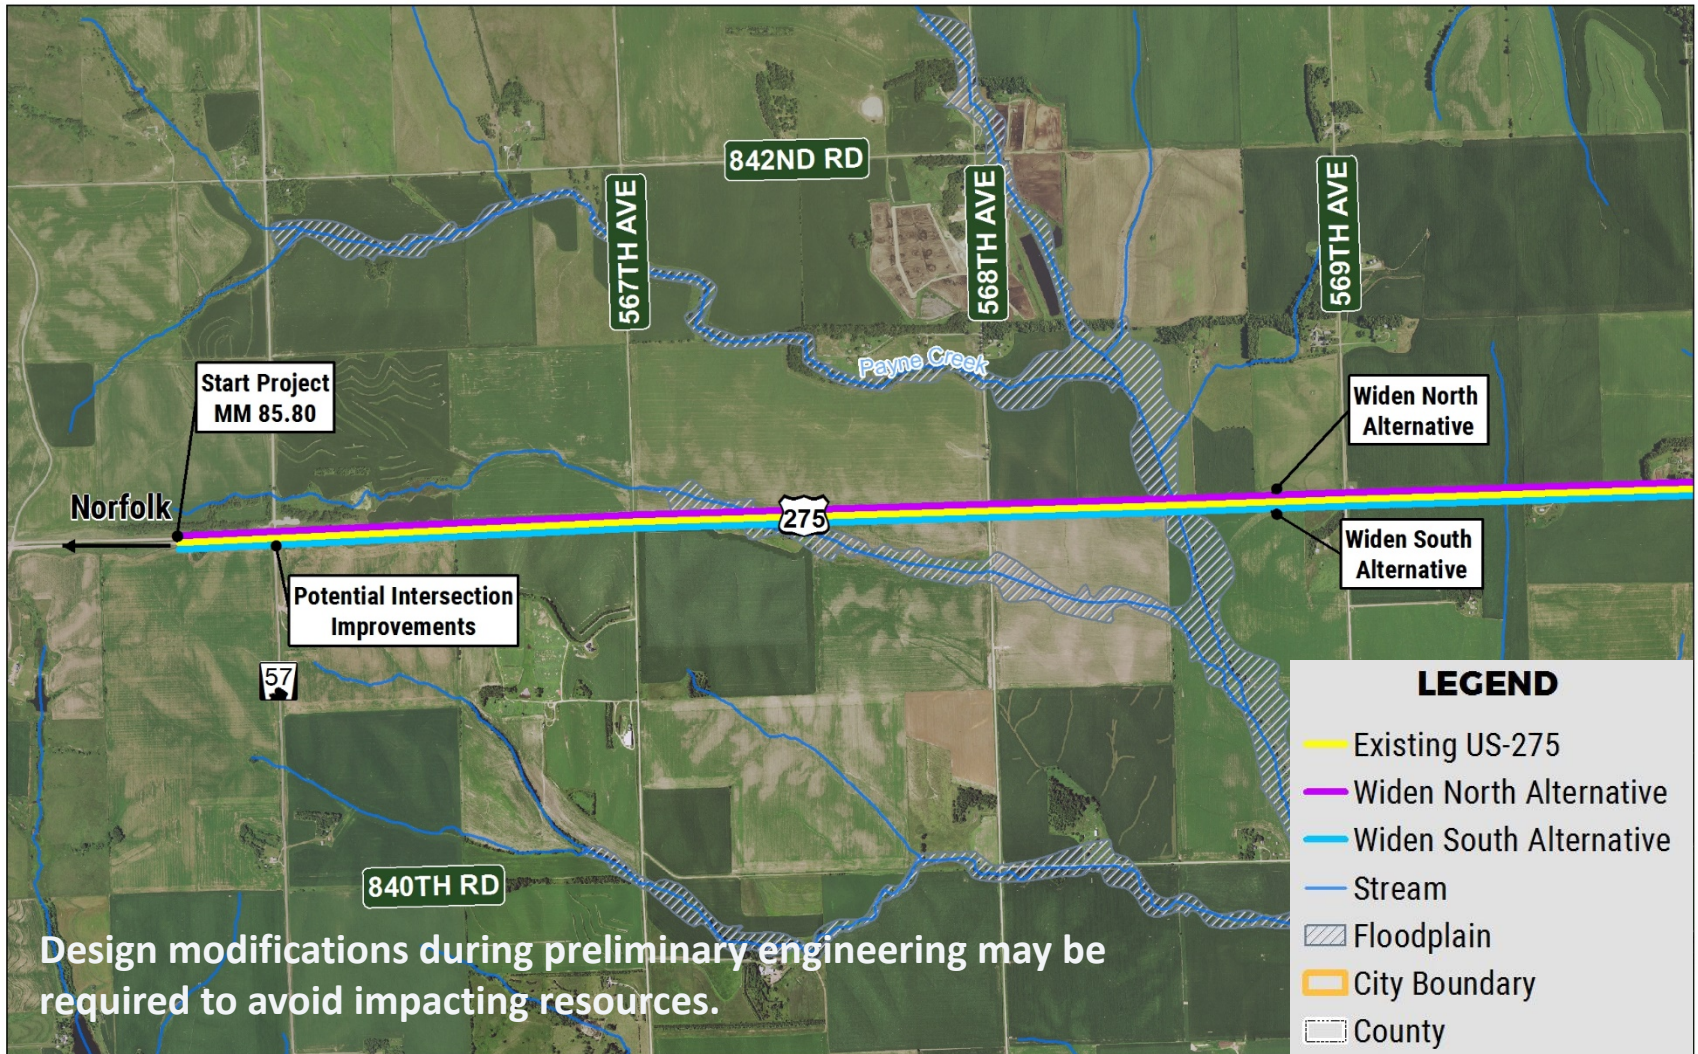 842ND RD
567TH AVE
568TH AVE
569TH AVE
Payne Creek
Start Project
MM 85.80
Widen North
Alternative
Norfolk
275
Widen South
Alternative
Potential Intersection
Improvements
57
840TH RD
LEGEND
Existing US-275
Widen North Alternative
Widen South Alternative
Stream
Floodplain
City Boundary
County
Design modifications during preliminary engineering may be
required to avoid impacting resources.